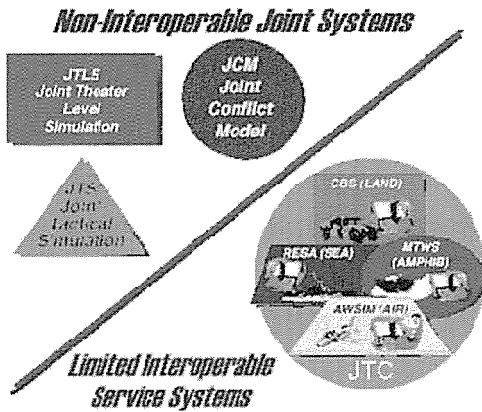 Non-Interoperable Joint Systems
JTLS
Joint Theater
Level
Simulation
JCM
Joint
Conflict
Model
JTS
Joint
Tactical
Simulation
CBS (LAND)
RESA (SEA)
MTWS
(AMPHIB)
AWSIM (AIR)
JTC
Limited Interoperable
Service Systems